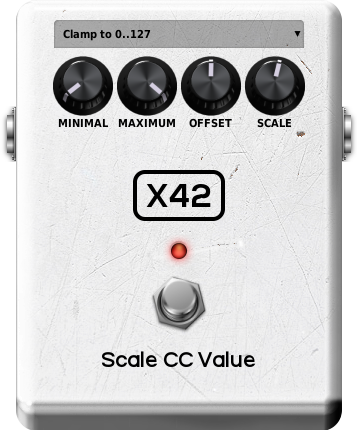 Clamp to 0..127
MINIMAL MAXIMUM OFFSET SCALE
X42
Scale CC Value